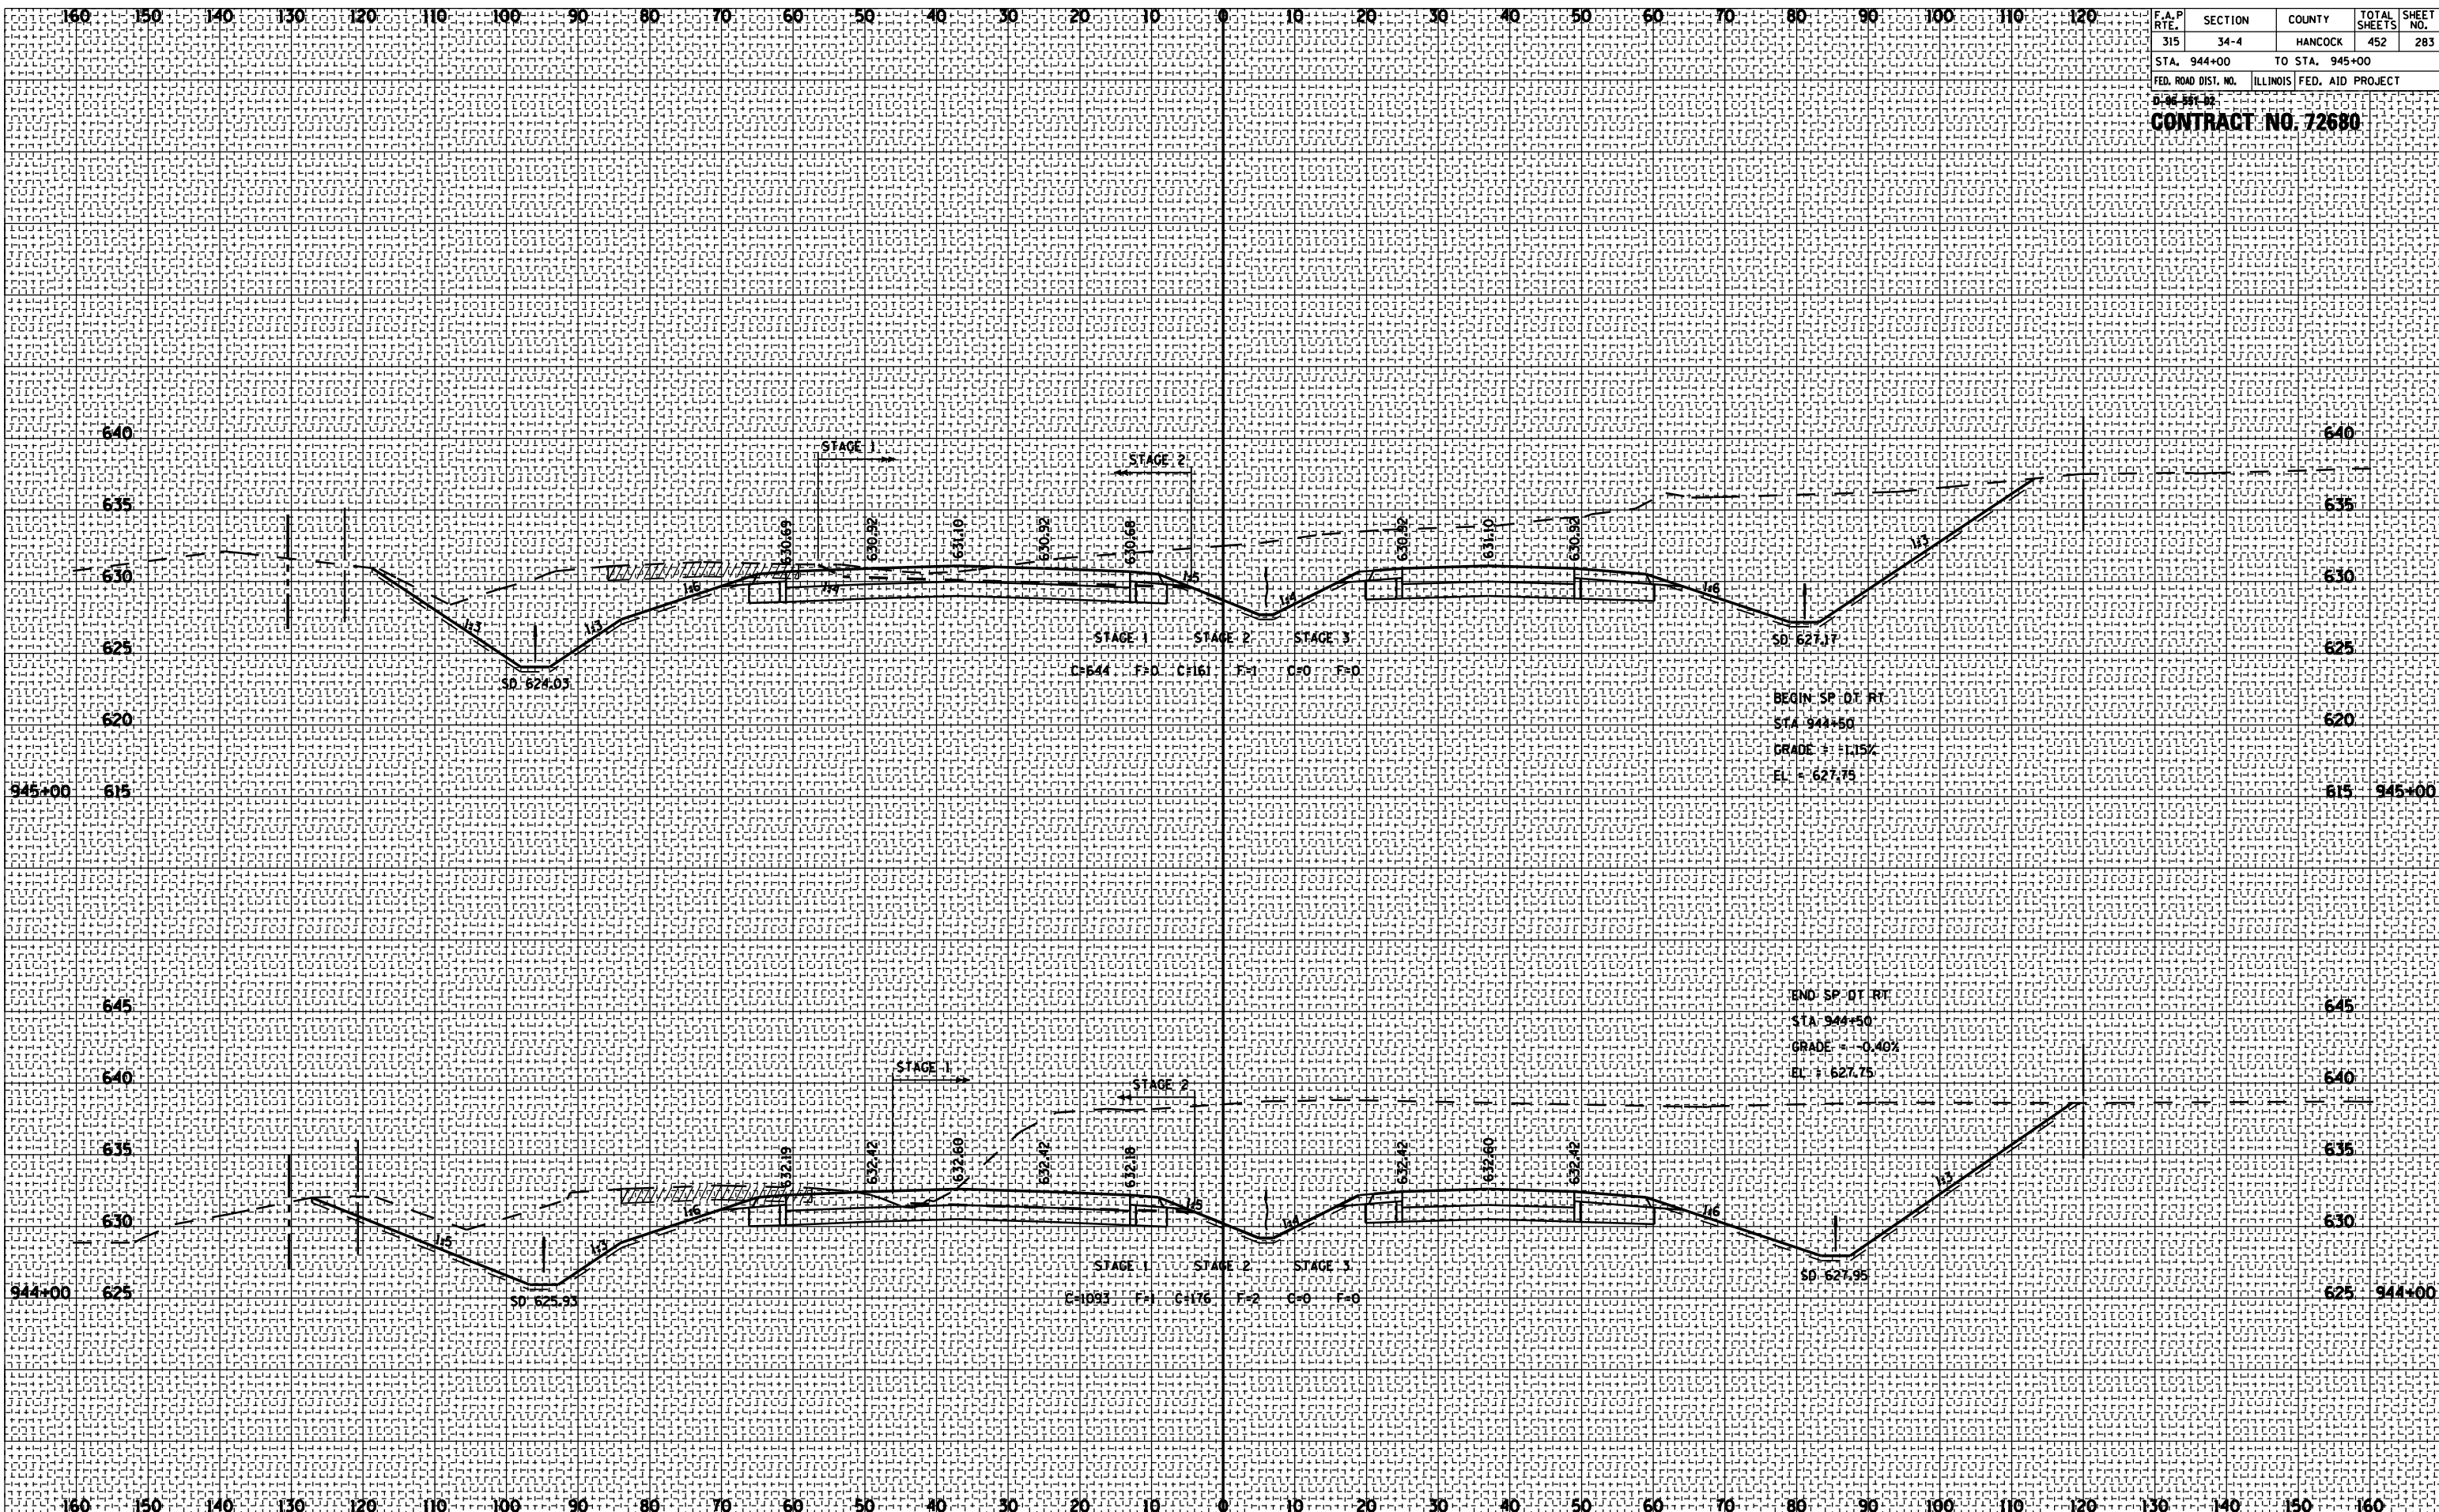 160 150 140 130 120 110 100 90 80 70 60 50 40 30 20 10 0 10 20 30 40 50 60 70 80 90 100 110 120
F.A.P. RTE. SECTION COUNTY TOTAL SHEETS SHEET NO.
315 34-4 HANCOCK 452 283
STA. 944+00 TO STA. 945+00
FED. ROAD DIST. NO. ILLINOIS FED. AID PROJECT
D-96-551-02
CONTRACT NO. 72680
640 640
STAGE 1 STAGE 2
635 635
630.69 630.92 631.10 630.92 630.68 630.92 631.10 630.92
1:3
630 630
1:6 1:4 1:5 1:4 1:6
1:3 1:3
STAGE 1 STAGE 2 STAGE 3
SD 627.17
625 625
C=644 F=0 C=161 F=1 C=0 F=0
SD 624.03
BEGIN SP DT RT
620 STA 944+50 620
GRADE = -1.15%
EL = 627.75
945+00 615 615 945+00
END SP DT RT
645 645
STA 944+50
GRADE = -0.40%
STAGE 1
EL = 627.75
640 STAGE 2 640
635 635
632.19 632.42 632.60 632.42 632.18 632.42 632.60 632.42
1:3
1:6 1:5 1:6
630 1:4 630
1:5 1:3
STAGE 1 STAGE 2 STAGE 3
SD 627.95
944+00 625 625 944+00
SD 625.93
C=1093 F=1 C=176 F=2 C=0 F=0
160 150 140 130 120 110 100 90 80 70 60 50 40 30 20 10 0 10 20 30 40 50 60 70 80 90 100 110 120 130 140 150 160